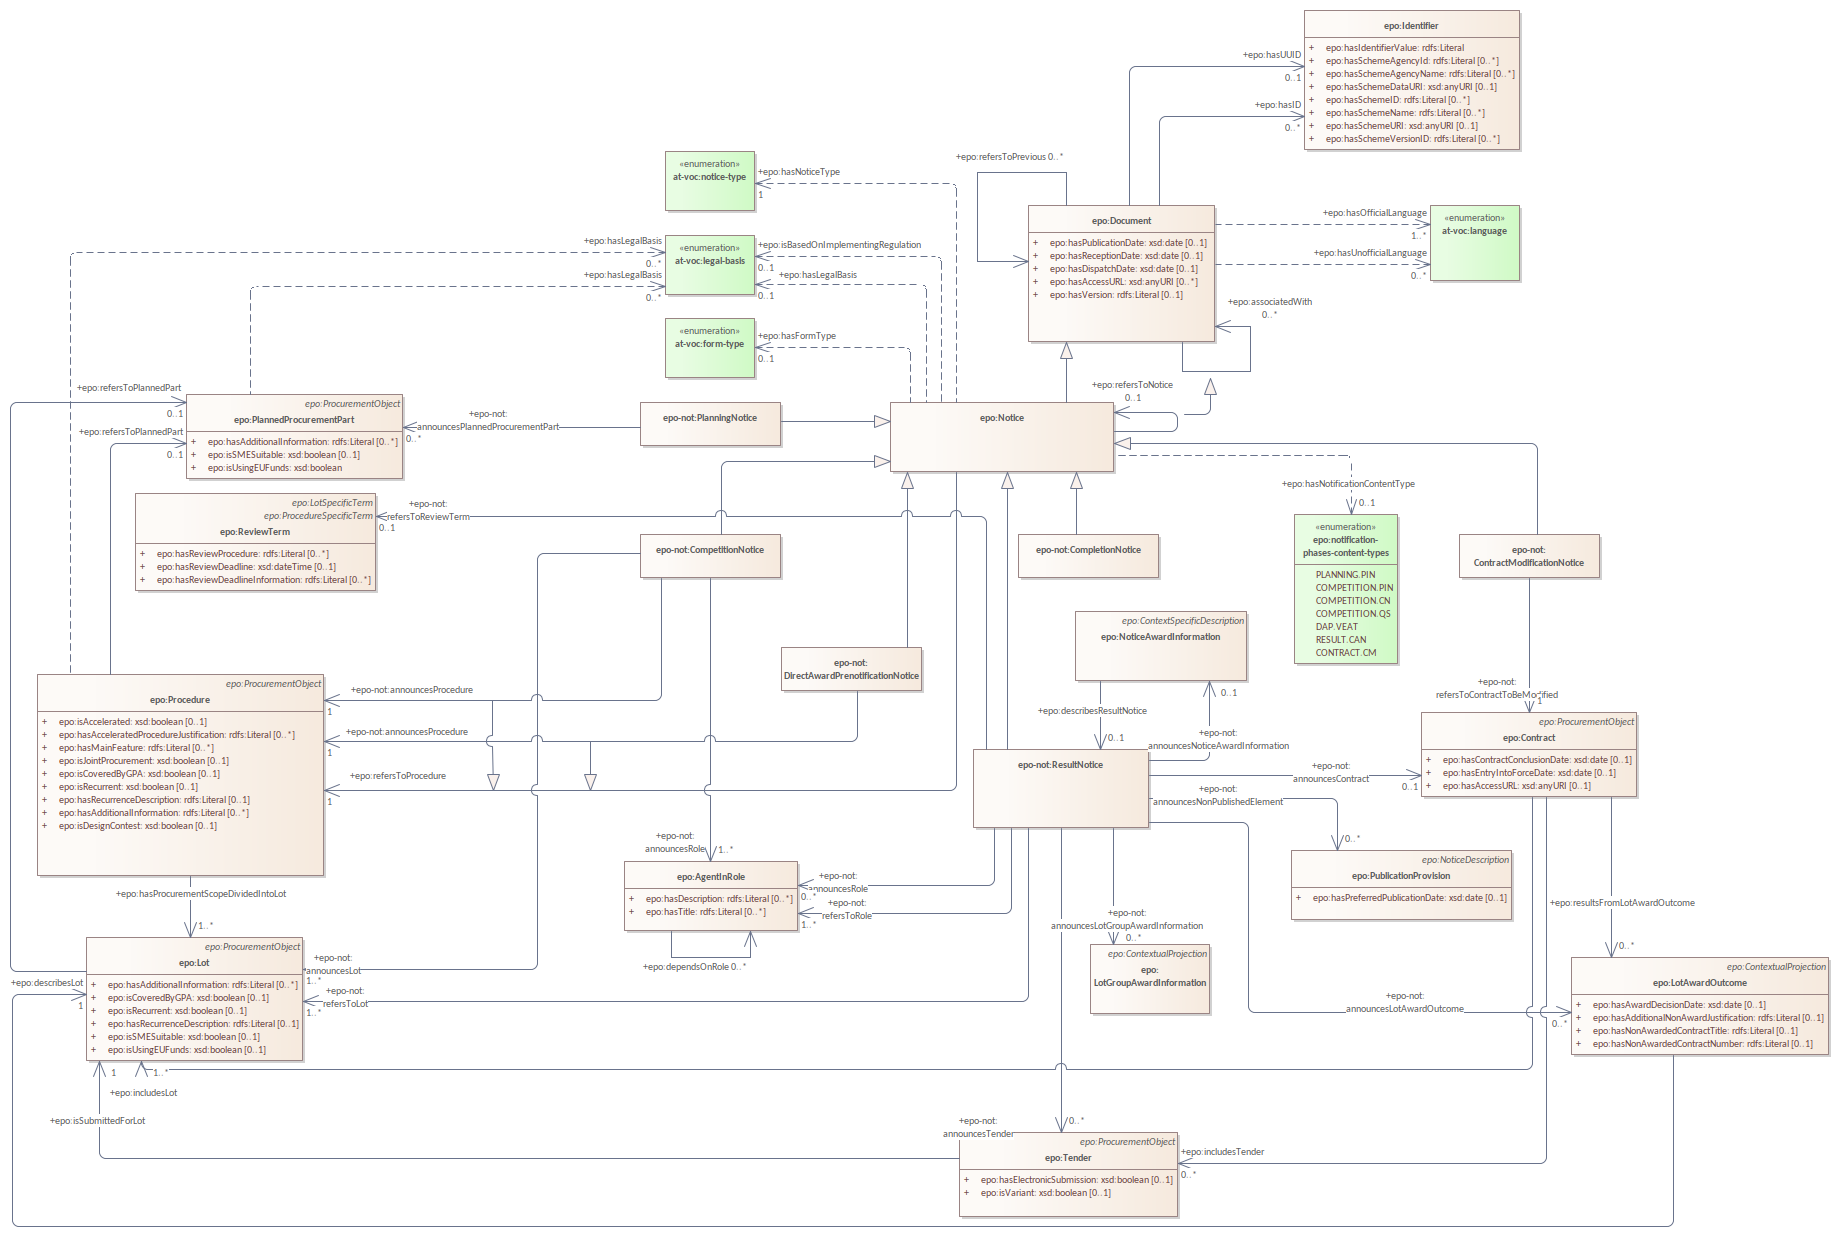 epo:Identifier
+ epo:hasIdentifierValue: rdfs:Literal
+ epo:hasSchemeAgencyId: rdfs:Literal [0..*]
+ epo:hasSchemeAgencyName: rdfs:Literal [0..*]
+ epo:hasSchemeDataURI: xsd:anyURI [0..1]
+ epo:hasSchemeID: rdfs:Literal [0..*]
+ epo:hasSchemeName: rdfs:Literal [0..*]
+ epo:hasSchemeURI: xsd:anyURI [0..1]
+ epo:hasSchemeVersionID: rdfs:Literal [0..*]
+epo:hasUUID
0..1
+epo:hasID
0..*
+epo:refersToPrevious 0..*
«enumeration»
at-voc:notice-type
+epo:hasNoticeType
1
epo:Document
+ epo:hasPublicationDate: xsd:date [0..1]
+ epo:hasReceptionDate: xsd:date [0..1]
+ epo:hasDispatchDate: xsd:date [0..1]
+ epo:hasAccessURL: xsd:anyURI [0..*]
+ epo:hasVersion: rdfs:Literal [0..1]
+epo:hasOfficialLanguage
1..*
+epo:hasUnofficialLanguage
0..*
«enumeration»
at-voc:language
+epo:associatedWith
0..*
+epo:hasLegalBasis
0..*
+epo:hasLegalBasis
0..*
«enumeration»
at-voc:legal-basis
+epo:isBasedOnImplementingRegulation
0..1
+epo:hasLegalBasis
0..1
«enumeration»
at-voc:form-type
+epo:hasFormType
0..1
+epo:refersToNotice
0..1
+epo:refersToPlannedPart
0..1
+epo:refersToPlannedPart
0..1
epo:ProcurementObject
epo:PlannedProcurementPart
+ epo:hasAdditionalInformation: rdfs:Literal [0..*]
+ epo:isSMESuitable: xsd:boolean [0..1]
+ epo:isUsingEUFunds: xsd:boolean
+epo-not:
announcesPlannedProcurementPart
0..*
epo-not:PlanningNotice
epo:Notice
epo:LotSpecificTerm
epo:ProcedureSpecificTerm
epo:ReviewTerm
+ epo:hasReviewProcedure: rdfs:Literal [0..*]
+ epo:hasReviewDeadline: xsd:dateTime [0..1]
+ epo:hasReviewDeadlineInformation: rdfs:Literal [0..*]
+epo-not:
refersToReviewTerm
0..1
epo-not:CompetitionNotice
epo-not:CompletionNotice
+epo:hasNotificationContentType
0..1
«enumeration»
epo:notification-
phases-content-types
PLANNING.PIN
COMPETITION.PIN
COMPETITION.CN
COMPETITION.QS
DAP.VEAT
RESULT.CAN
CONTRACT.CM
epo-not:
ContractModificationNotice
epo:ContextSpecificDescription
epo:NoticeAwardInformation
epo-not:
DirectAwardPrenotificationNotice
epo:ProcurementObject
epo:Procedure
+ epo:isAccelerated: xsd:boolean [0..1]
+ epo:hasAcceleratedProcedureJustification: rdfs:Literal [0..*]
+ epo:hasMainFeature: rdfs:Literal [0..*]
+ epo:isJointProcurement: xsd:boolean [0..1]
+ epo:isCoveredByGPA: xsd:boolean [0..1]
+ epo:isRecurrent: xsd:boolean [0..1]
+ epo:hasRecurrenceDescription: rdfs:Literal [0..1]
+ epo:hasAdditionalInformation: rdfs:Literal [0..*]
+ epo:isDesignContest: xsd:boolean [0..1]
+epo-not:announcesProcedure
1
+epo-not:announcesProcedure
1
+epo:refersToProcedure
1
+epo:describesResultNotice
0..1
0..1
+epo-not:
announcesNoticeAwardInformation
+epo-not:
refersToContractToBeModified
1
epo:ProcurementObject
epo:Contract
+ epo:hasContractConclusionDate: xsd:date [0..1]
+ epo:hasEntryIntoForceDate: xsd:date [0..1]
+ epo:hasAccessURL: xsd:anyURI [0..1]
epo-not:ResultNotice
+epo-not:
announcesContract
0..1
+epo-not:
announcesNonPublishedElement
0..*
+epo-not:
announcesRole
1..*
epo:AgentInRole
+ epo:hasDescription: rdfs:Literal [0..*]
+ epo:hasTitle: rdfs:Literal [0..*]
+epo-not:
announcesRole
0..*
+epo-not:
refersToRole
1..*
+epo:dependsOnRole 0..*
epo:NoticeDescription
epo:PublicationProvision
+ epo:hasPreferredPublicationDate: xsd:date [0..1]
+epo:hasProcurementScopeDividedIntoLot
1..*
+epo-not:
announcesLotGroupAwardInformation
0..*
epo:ContextualProjection
epo:
LotGroupAwardInformation
+epo:resultsFromLotAwardOutcome
0..*
epo:ProcurementObject
epo:Lot
+ epo:hasAdditionalInformation: rdfs:Literal [0..*]
+ epo:isCoveredByGPA: xsd:boolean [0..1]
+ epo:isRecurrent: xsd:boolean [0..1]
+ epo:hasRecurrenceDescription: rdfs:Literal [0..1]
+ epo:isSMESuitable: xsd:boolean [0..1]
+ epo:isUsingEUFunds: xsd:boolean [0..1]
+epo-not:
announcesLot
1..*
+epo-not:
refersToLot
1..*
+epo:describesLot
1
epo:ContextualProjection
epo:LotAwardOutcome
+ epo:hasAwardDecisionDate: xsd:date [0..1]
+ epo:hasAdditionalNonAwardJustification: rdfs:Literal [0..1]
+ epo:hasNonAwardedContractTitle: rdfs:Literal [0..1]
+ epo:hasNonAwardedContractNumber: rdfs:Literal [0..1]
+epo-not:
announcesLotAwardOutcome
0..*
1
1..*
+epo:includesLot
+epo:isSubmittedForLot
+epo-not:
announcesTender
0..*
epo:ProcurementObject
epo:Tender
+ epo:hasElectronicSubmission: xsd:boolean [0..1]
+ epo:isVariant: xsd:boolean [0..1]
+epo:includesTender
0..*